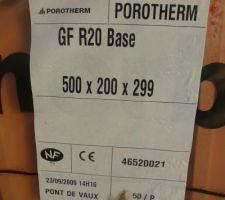 POROTHERM
POROTHERM
GF R20 Base
500 x 200 x 299
NF
CE
46520021
23/09/2009 14H16
PONT DE VAUX
50 / P